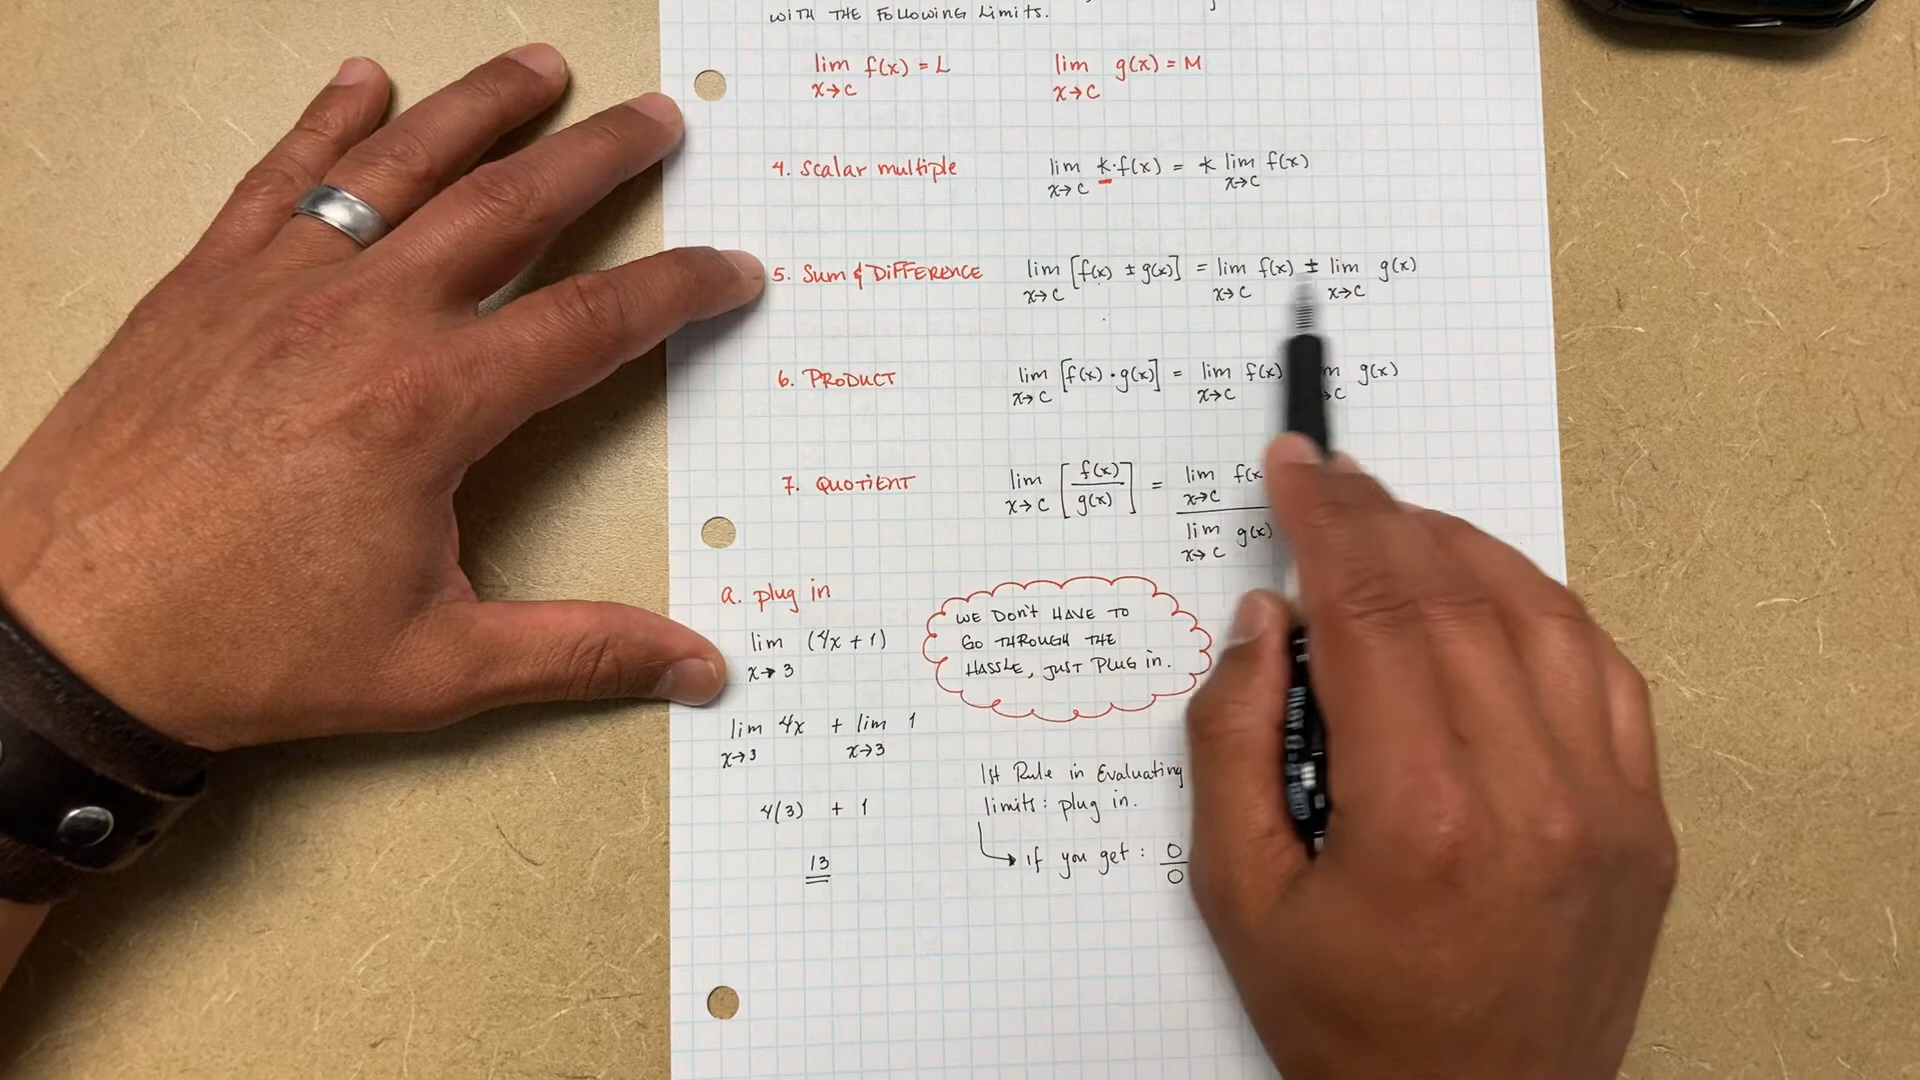 WITH THE FOLLOWING LIMITS.
lim f(x) = L lim g(x) = M
x→c x→c
4. Scalar multiple lim k·f(x) = k lim f(x)
x→c x→c
5. Sum & DIFFERENCE lim [f(x) ± g(x)] = lim f(x) ± lim g(x)
x→c x→c x→c
6. PRODUCT lim [f(x) · g(x)] = lim f(x) m g(x)
x→c x→c →c
7. QUOTIENT lim [f(x)/g(x)] = lim f(x
x→c x→c
lim g(x)
x→c
a. plug in
lim (4x + 1)
x→3
lim 4x + lim 1
x→3 x→3
4(3) + 1
13
WE DON'T HAVE TO
GO THROUGH THE
HASSLE, JUST PLUG in.
1st Rule in Evaluating
limits: plug in.
→ if you get: 0/0
PILOT